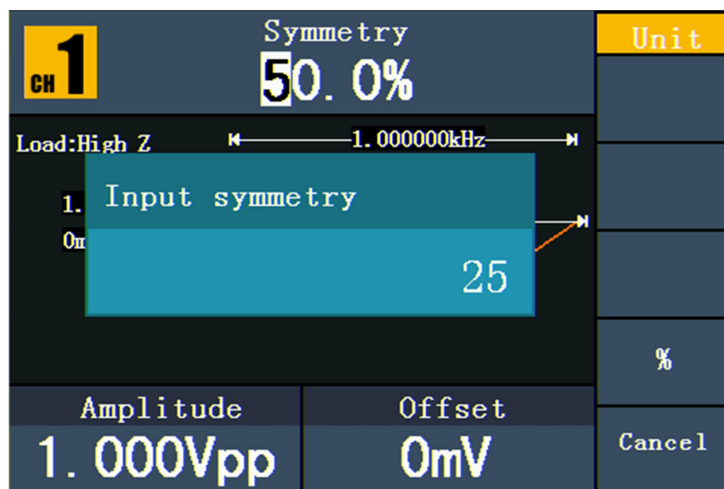 CH 1
Symmetry
50.0%
Unit
Load:High Z
1.000000kHz
Input symmetry
1.
25
%
Amplitude
Offset
1.000Vpp
0mV
Cancel